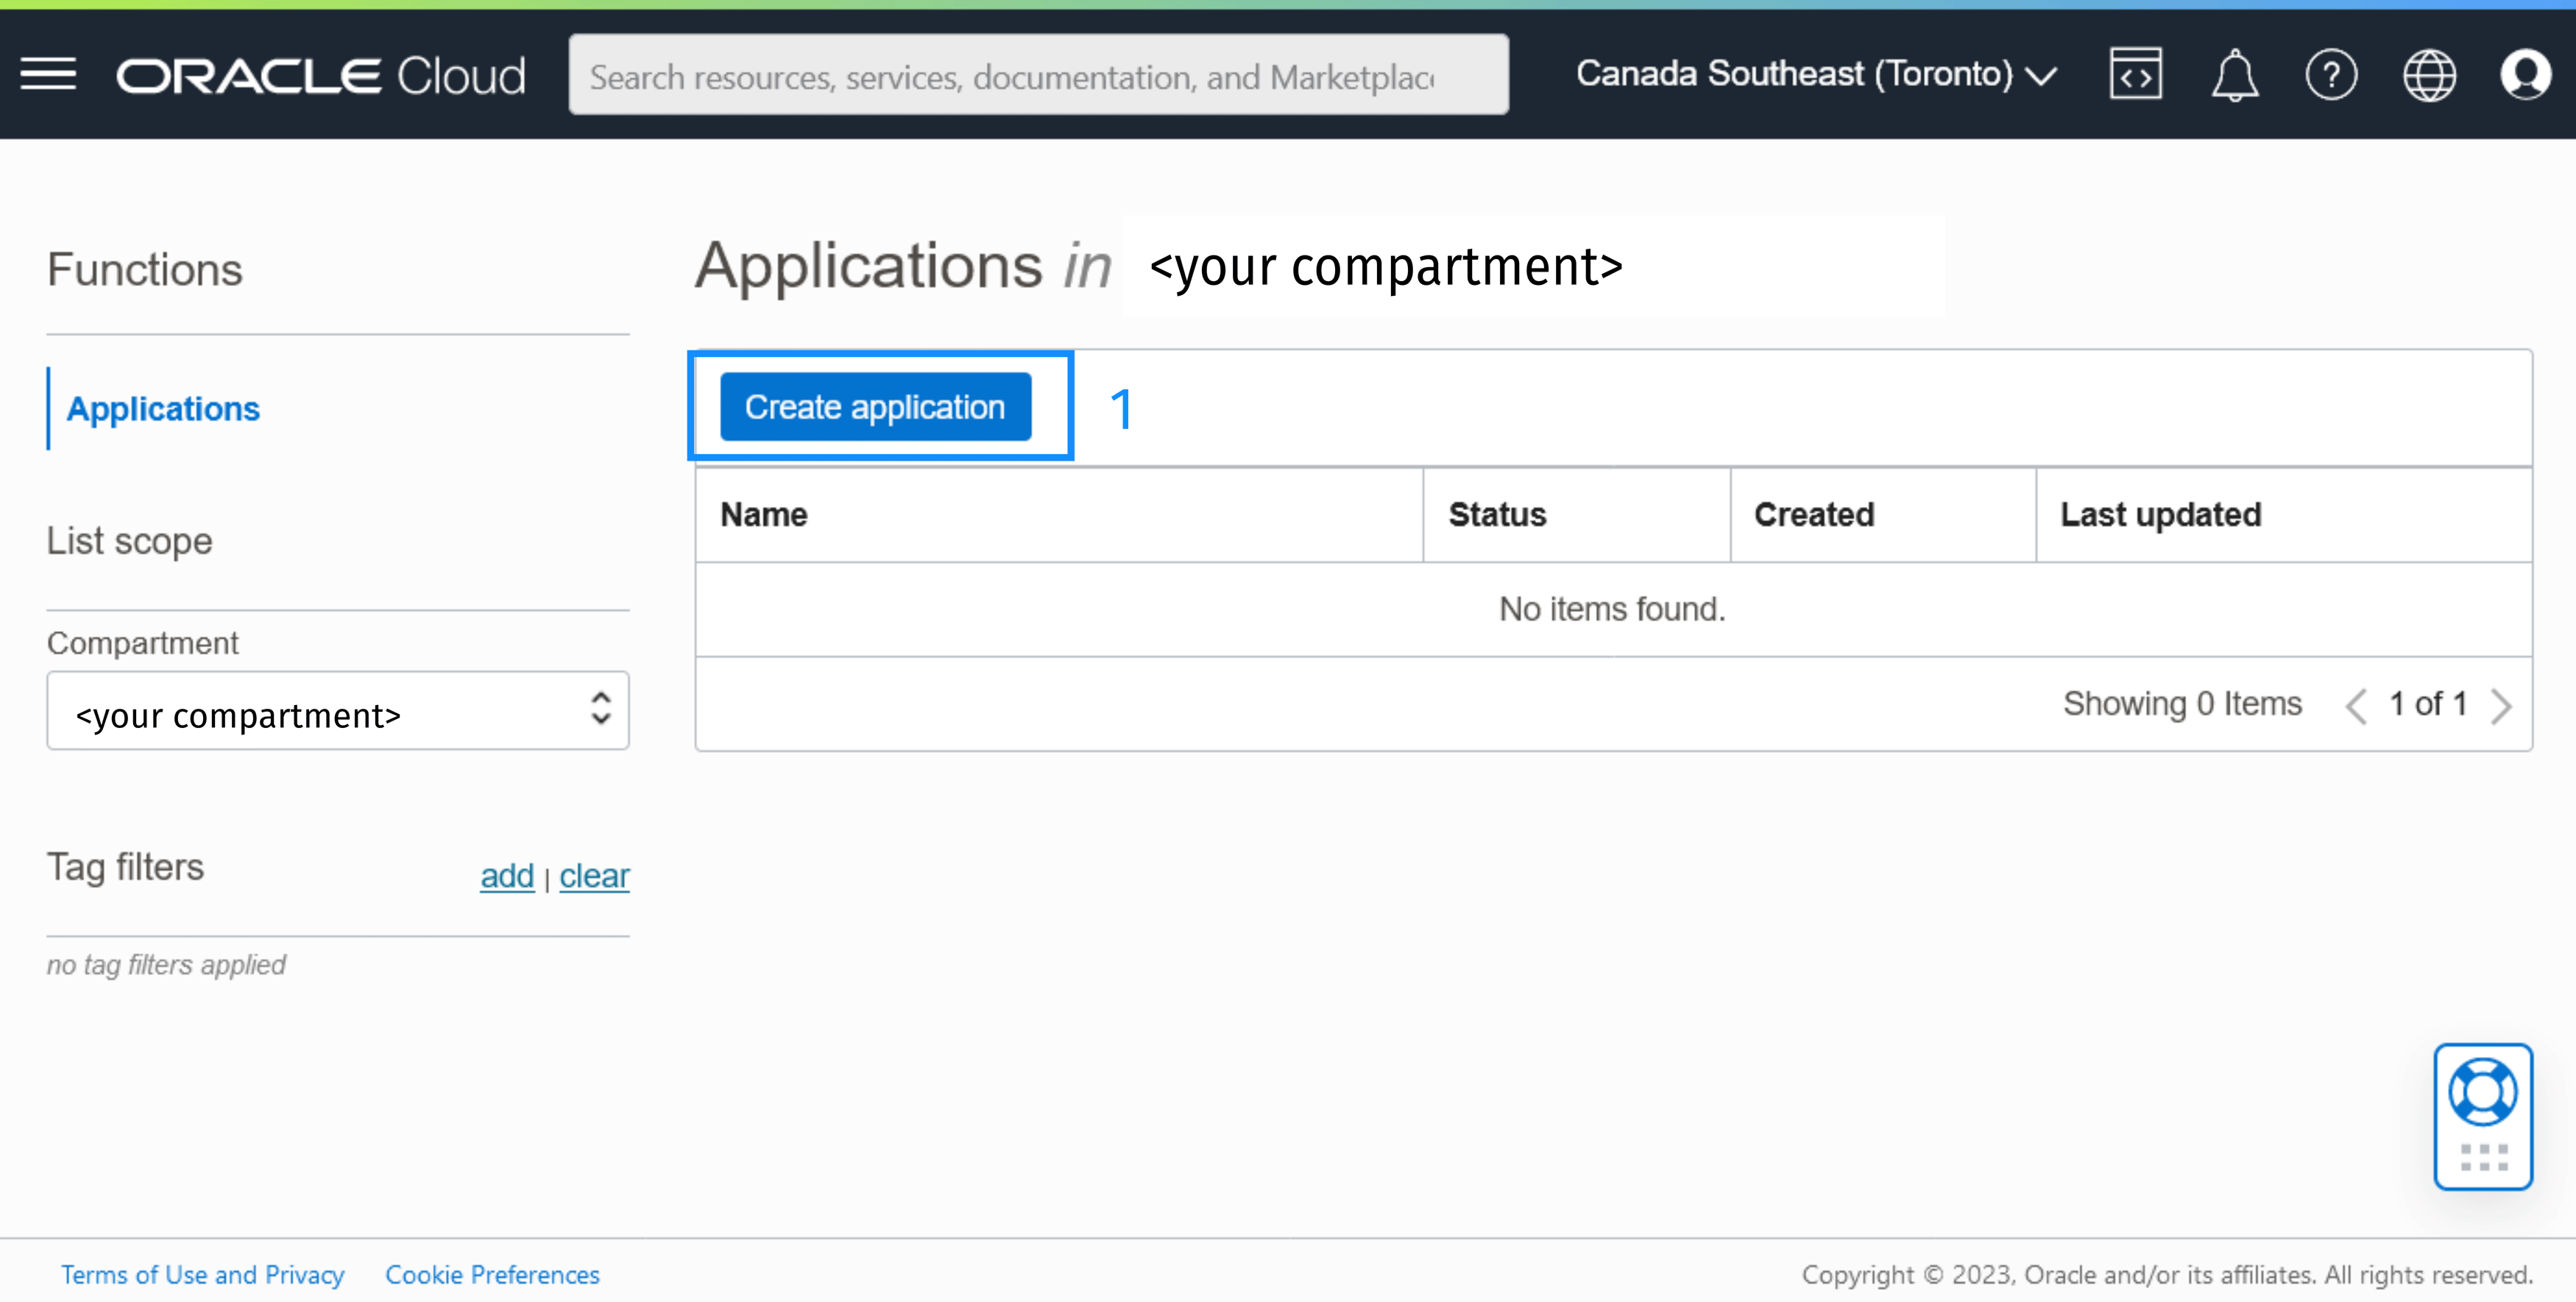 ORACLE Cloud
Search resources, services, documentation, and Marketplac
Canada Southeast (Toronto)
Functions
Applications
List scope
Compartment
<your compartment>
Tag filters
add | clear
no tag filters applied
Applications in <your compartment>
Create application 1
Name Status Created Last updated
No items found.
Showing 0 Items < 1 of 1 >
Terms of Use and Privacy Cookie Preferences
Copyright © 2023, Oracle and/or its affiliates. All rights reserved.